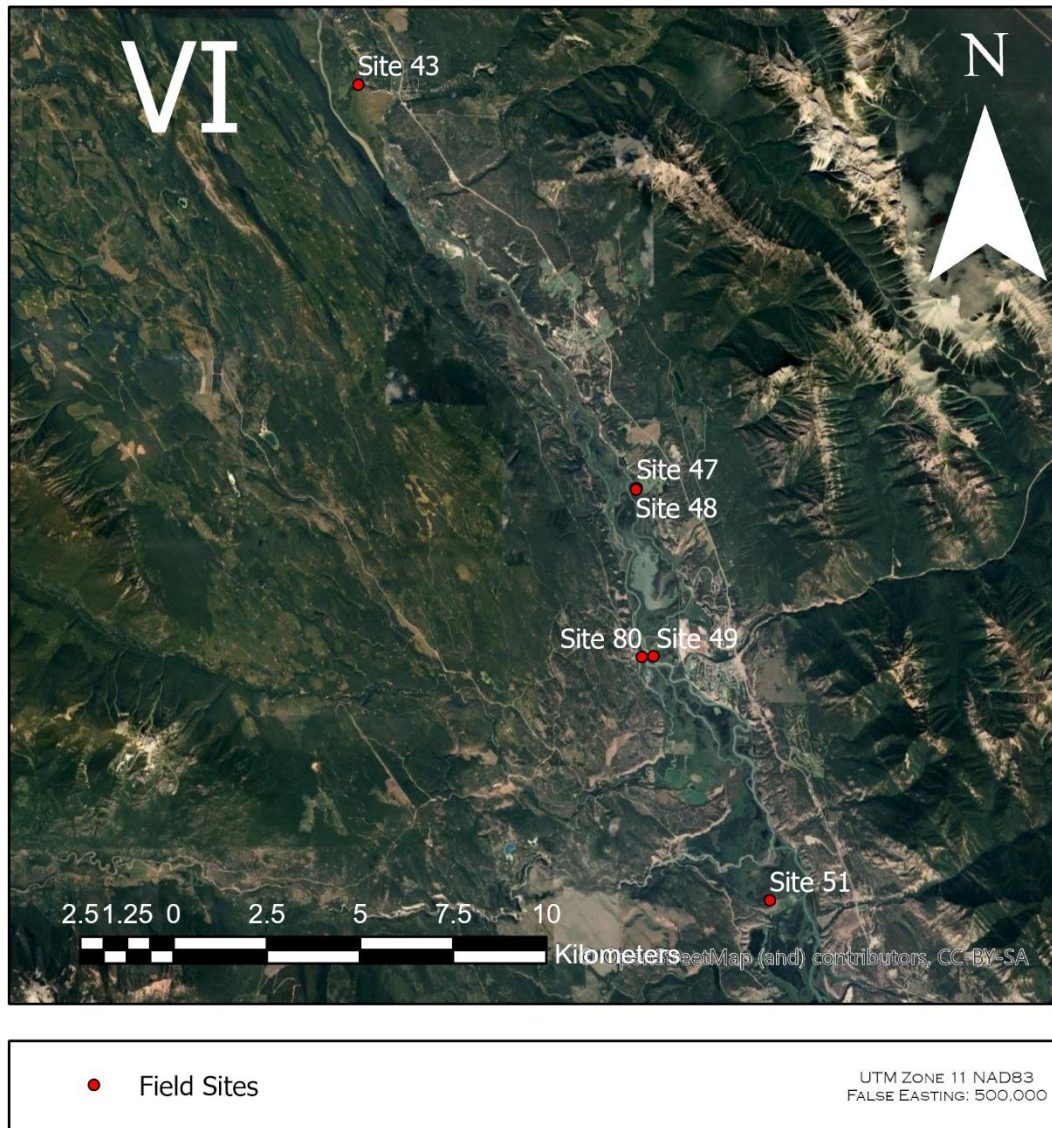 VI
N
Site 43
Site 47
Site 48
Site 80 Site 49
Site 51
2.5 1.25 0 2.5 5 7.5 10
Kilometers
© OpenStreetMap (and) contributors, CC-BY-SA
Field Sites
UTM ZONE 11 NAD83
FALSE EASTING: 500,000